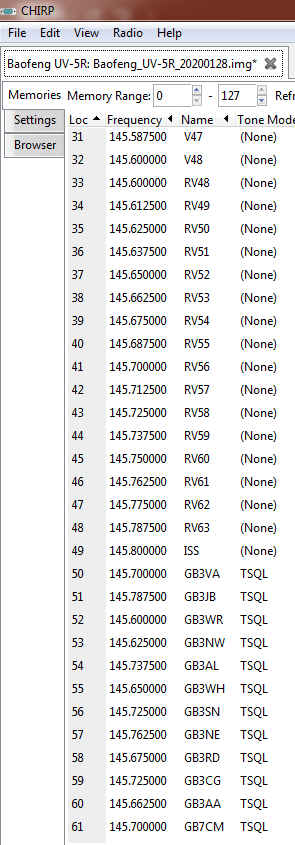 CHIRP
File Edit View Radio
Baofeng UV-5R: Baofeng_UV-5R_20200128.img*
Memories Memory Range: 0 - 127 Refr
Settings
Browser
Loc Frequency Name Tone Mode
31 145.587500 V47 (None)
32 145.600000 V48 (None)
33 145.600000 RV48 (None)
34 145.612500 RV49 (None)
35 145.625000 RV50 (None)
36 145.637500 RV51 (None)
37 145.650000 RV52 (None)
38 145.662500 RV53 (None)
39 145.675000 RV54 (None)
40 145.687500 RV55 (None)
41 145.700000 RV56 (None)
42 145.712500 RV57 (None)
43 145.725000 RV58 (None)
44 145.737500 RV59 (None)
45 145.750000 RV60 (None)
46 145.762500 RV61 (None)
47 145.775000 RV62 (None)
48 145.787500 RV63 (None)
49 145.800000 ISS (None)
50 145.700000 GB3VA TSQL
51 145.787500 GB3JB TSQL
52 145.600000 GB3WR TSQL
53 145.625000 GB3NW TSQL
54 145.737500 GB3AL TSQL
55 145.650000 GB3WH TSQL
56 145.725000 GB3SN TSQL
57 145.762500 GB3NE TSQL
58 145.675000 GB3RD TSQL
59 145.725000 GB3CG TSQL
60 145.662500 GB3AA TSQL
61 145.700000 GB7CM TSQL